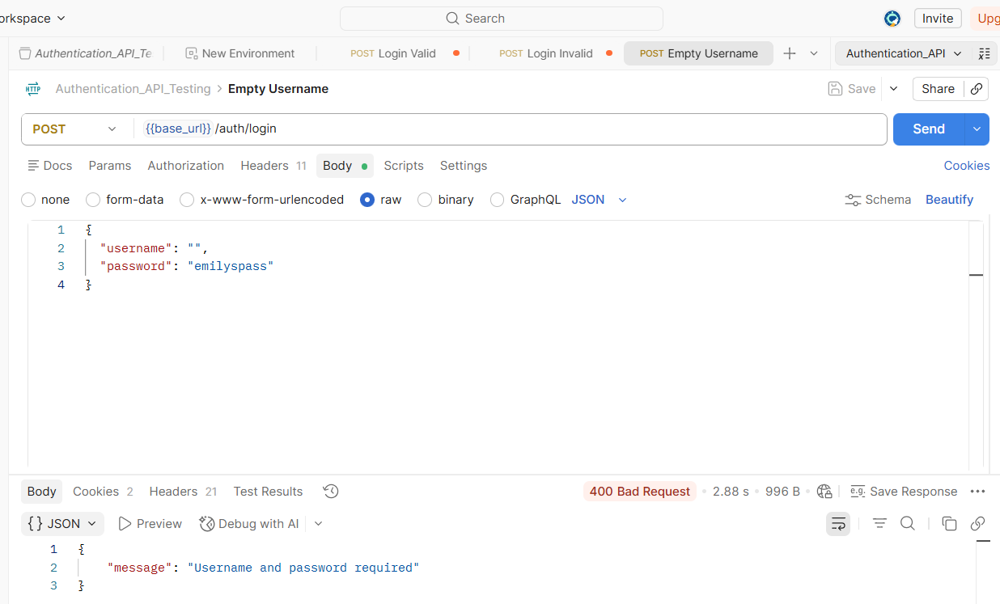 orkspace
Search
Invite
Upg
Authentication_API_Te
New Environment
POST Login Valid
POST Login Invalid
POST Empty Username
Authentication_API
HTTP Authentication_API_Testing > Empty Username
Save
Share
POST
{{base_url}} /auth/login
Send
Docs
Params
Authorization
Headers 11
Body
Scripts
Settings
Cookies
none
form-data
x-www-form-urlencoded
raw
binary
GraphQL
JSON
Schema
Beautify
1 {
2 "username": "",
3 "password": "emilyspass"
4 }
Body
Cookies 2
Headers 21
Test Results
400 Bad Request
2.88 s
996 B
e.g. Save Response
{} JSON
Preview
Debug with AI
1 {
2 "message": "Username and password required"
3 }